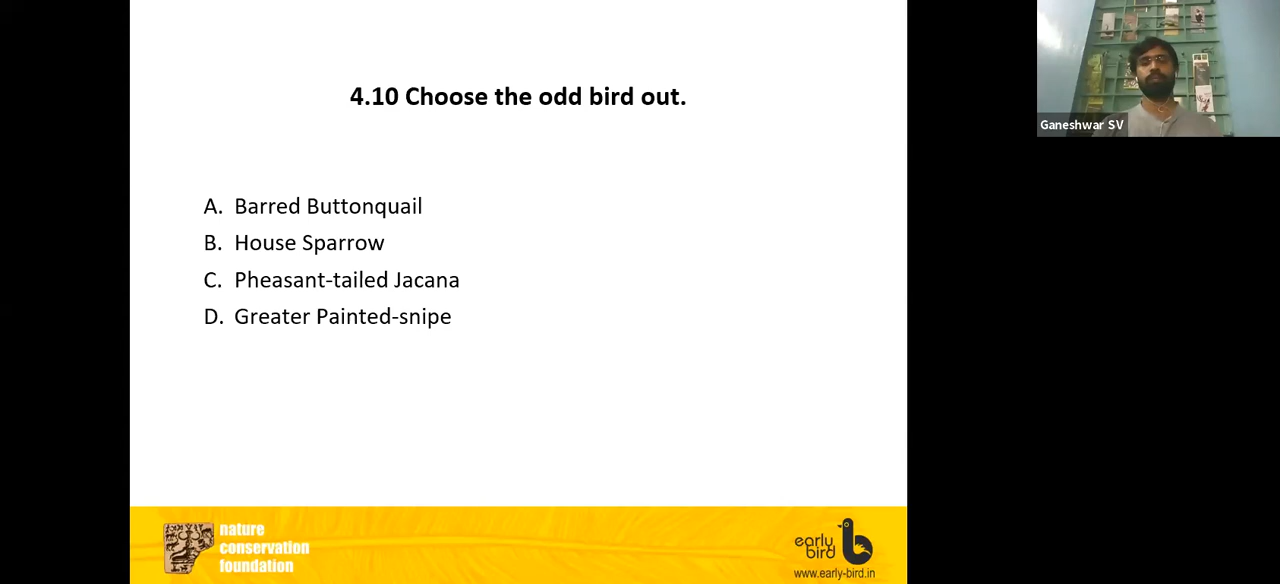 4.10 Choose the odd bird out.
A. Barred Buttonquail
B. House Sparrow
C. Pheasant-tailed Jacana
D. Greater Painted-snipe
Ganeshwar SV
nature
conservation
foundation
early
bird
www.early-bird.in